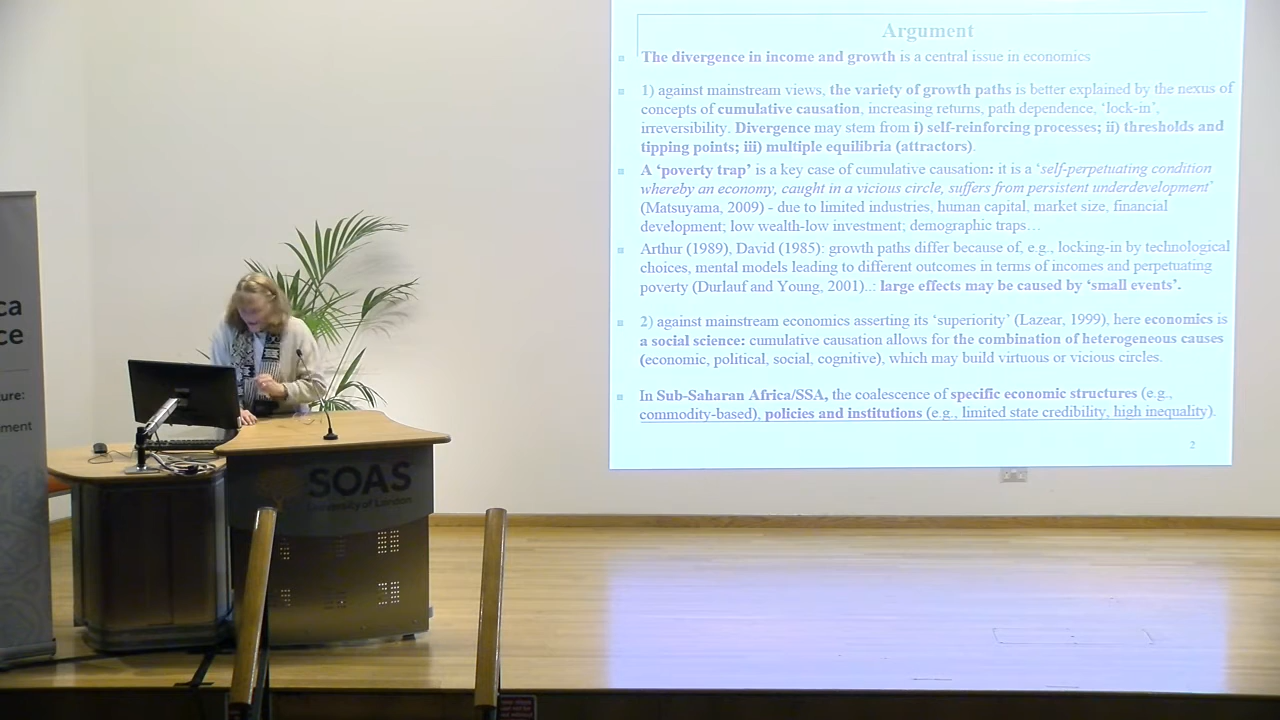 Argument
The divergence in income and growth is a central issue in economics
1) against mainstream views, the variety of growth paths is better explained by the nexus of
concepts of cumulative causation, increasing returns, path dependence, ‘lock-in’,
irreversibility. Divergence may stem from i) self-reinforcing processes; ii) thresholds and
tipping points; iii) multiple equilibria (attractors).
A ‘poverty trap’ is a key case of cumulative causation: it is a ‘self-perpetuating condition
whereby an economy, caught in a vicious circle, suffers from persistent underdevelopment’
(Matsuyama, 2009) - due to limited industries, human capital, market size, financial
development; low wealth-low investment; demographic traps…
Arthur (1989), David (1985): growth paths differ because of, e.g., locking-in by technological
choices, mental models leading to different outcomes in terms of incomes and perpetuating
poverty (Durlauf and Young, 2001)..: large effects may be caused by ‘small events’.
2) against mainstream economics asserting its ‘superiority’ (Lazear, 1999), here economics is
a social science: cumulative causation allows for the combination of heterogeneous causes
(economic, political, social, cognitive), which may build virtuous or vicious circles.
In Sub-Saharan Africa/SSA, the coalescence of specific economic structures (e.g.,
commodity-based), policies and institutions (e.g., limited state credibility, high inequality).
2
ca
ce
ture:
ment
SOAS
University of London